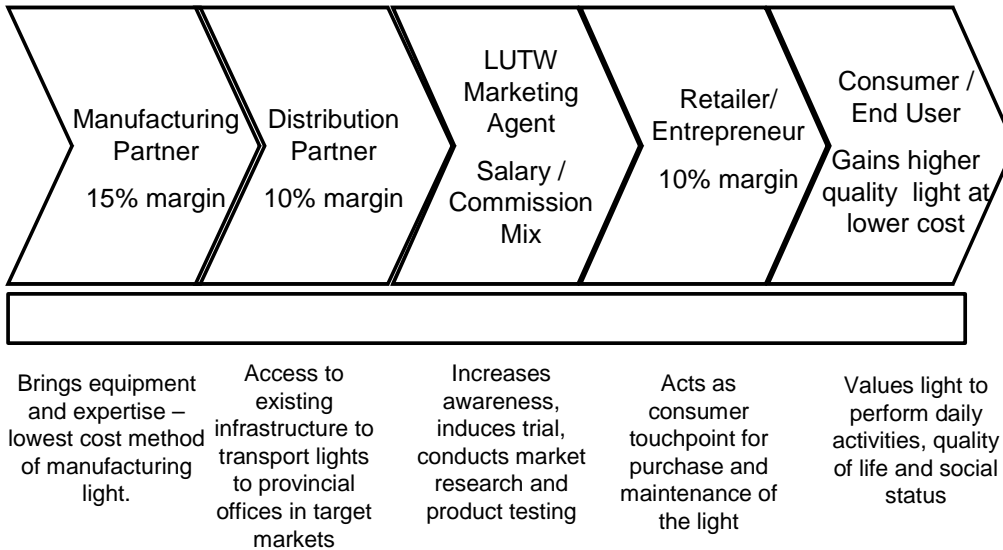 Manufacturing
Partner
15% margin
Distribution
Partner
10% margin
LUTW
Marketing
Agent
Salary /
Commission
Mix
Retailer/
Entrepreneur
10% margin
Consumer /
End User
Gains higher
quality light at
lower cost
Brings equipment
and expertise –
lowest cost method
of manufacturing
light.
Access to
existing
infrastructure to
transport lights
to provincial
offices in target
markets
Increases
awareness,
induces trial,
conducts market
research and
product testing
Acts as
consumer
touchpoint for
purchase and
maintenance of
the light
Values light to
perform daily
activities, quality
of life and social
status